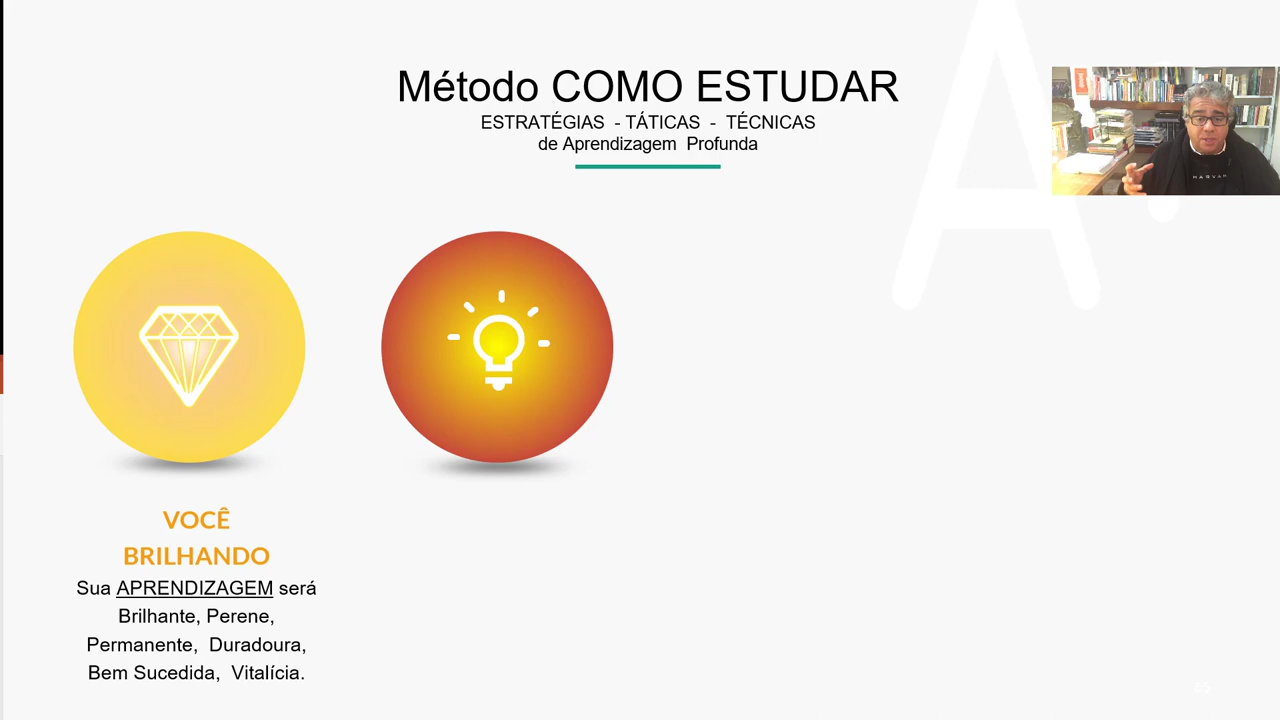 Método COMO ESTUDAR
ESTRATÉGIAS - TÁTICAS - TÉCNICAS
de Aprendizagem Profunda
VOCÊ
BRILHANDO
Sua APRENDIZAGEM será
Brilhante, Perene,
Permanente, Duradoura,
Bem Sucedida, Vitalícia.